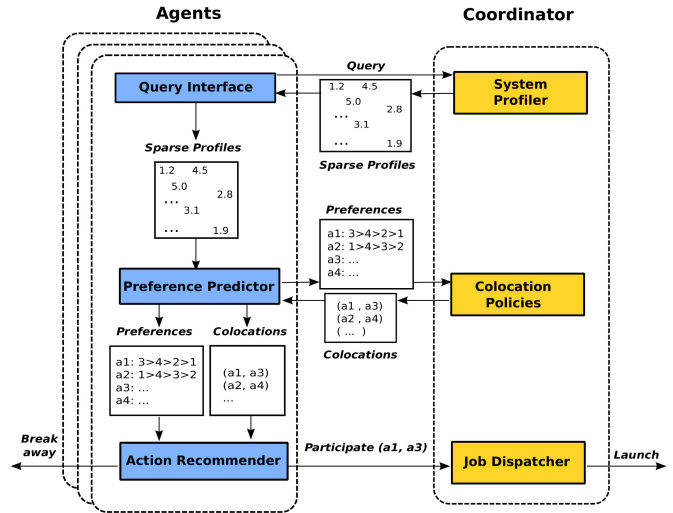 Agents
Coordinator
Query Interface
Query
System
Profiler
1.2 4.5
5.0
2.8
...
3.1
... 1.9
Sparse Profiles
Sparse Profiles
1.2 4.5
5.0
2.8
...
3.1
... 1.9
Preferences
a1: 3>4>2>1
a2: 1>4>3>2
a3: ...
a4: ...
Preference Predictor
Colocation
Policies
(a1 , a3)
(a2 , a4)
( ... )
Colocations
Preferences
Colocations
a1: 3>4>2>1
a2: 1>4>3>2
a3: ...
a4: ...
(a1, a3)
(a2, a4)
...
Break
away
Action Recommender
Participate (a1, a3)
Job Dispatcher
Launch